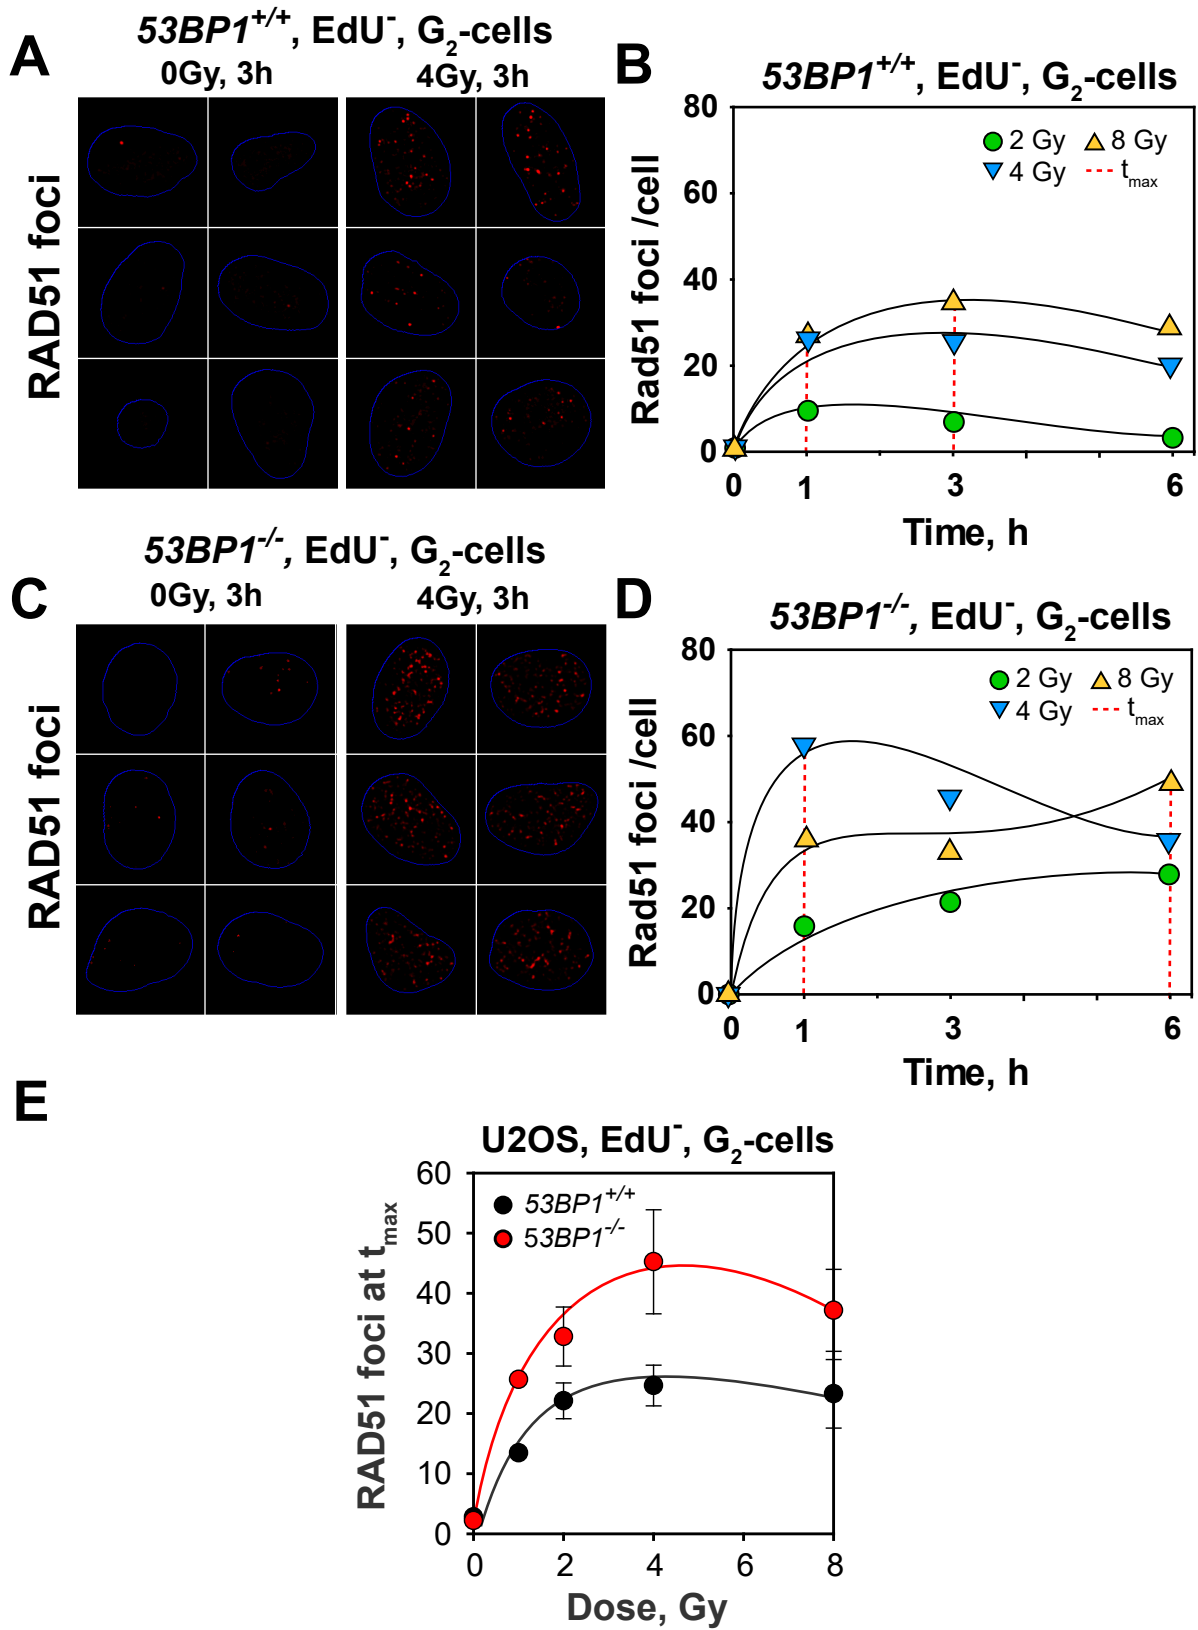 A
53BP1+/+, EdU-, G2-cells
0Gy, 3h
4Gy, 3h
RAD51 foci
B
53BP1+/+, EdU-, G2-cells
Rad51 foci /cell
80
60
40
20
0
2 Gy
8 Gy
4 Gy
tmax
0
1
3
6
Time, h
C
53BP1-/-, EdU-, G2-cells
0Gy, 3h
4Gy, 3h
RAD51 foci
D
53BP1-/-, EdU-, G2-cells
Rad51 foci /cell
80
60
40
20
0
2 Gy
8 Gy
4 Gy
tmax
0
1
3
6
Time, h
E
U2OS, EdU-, G2-cells
RAD51 foci at tmax
60
50
40
30
20
10
0
53BP1+/+
53BP1-/-
0
2
4
6
8
Dose, Gy